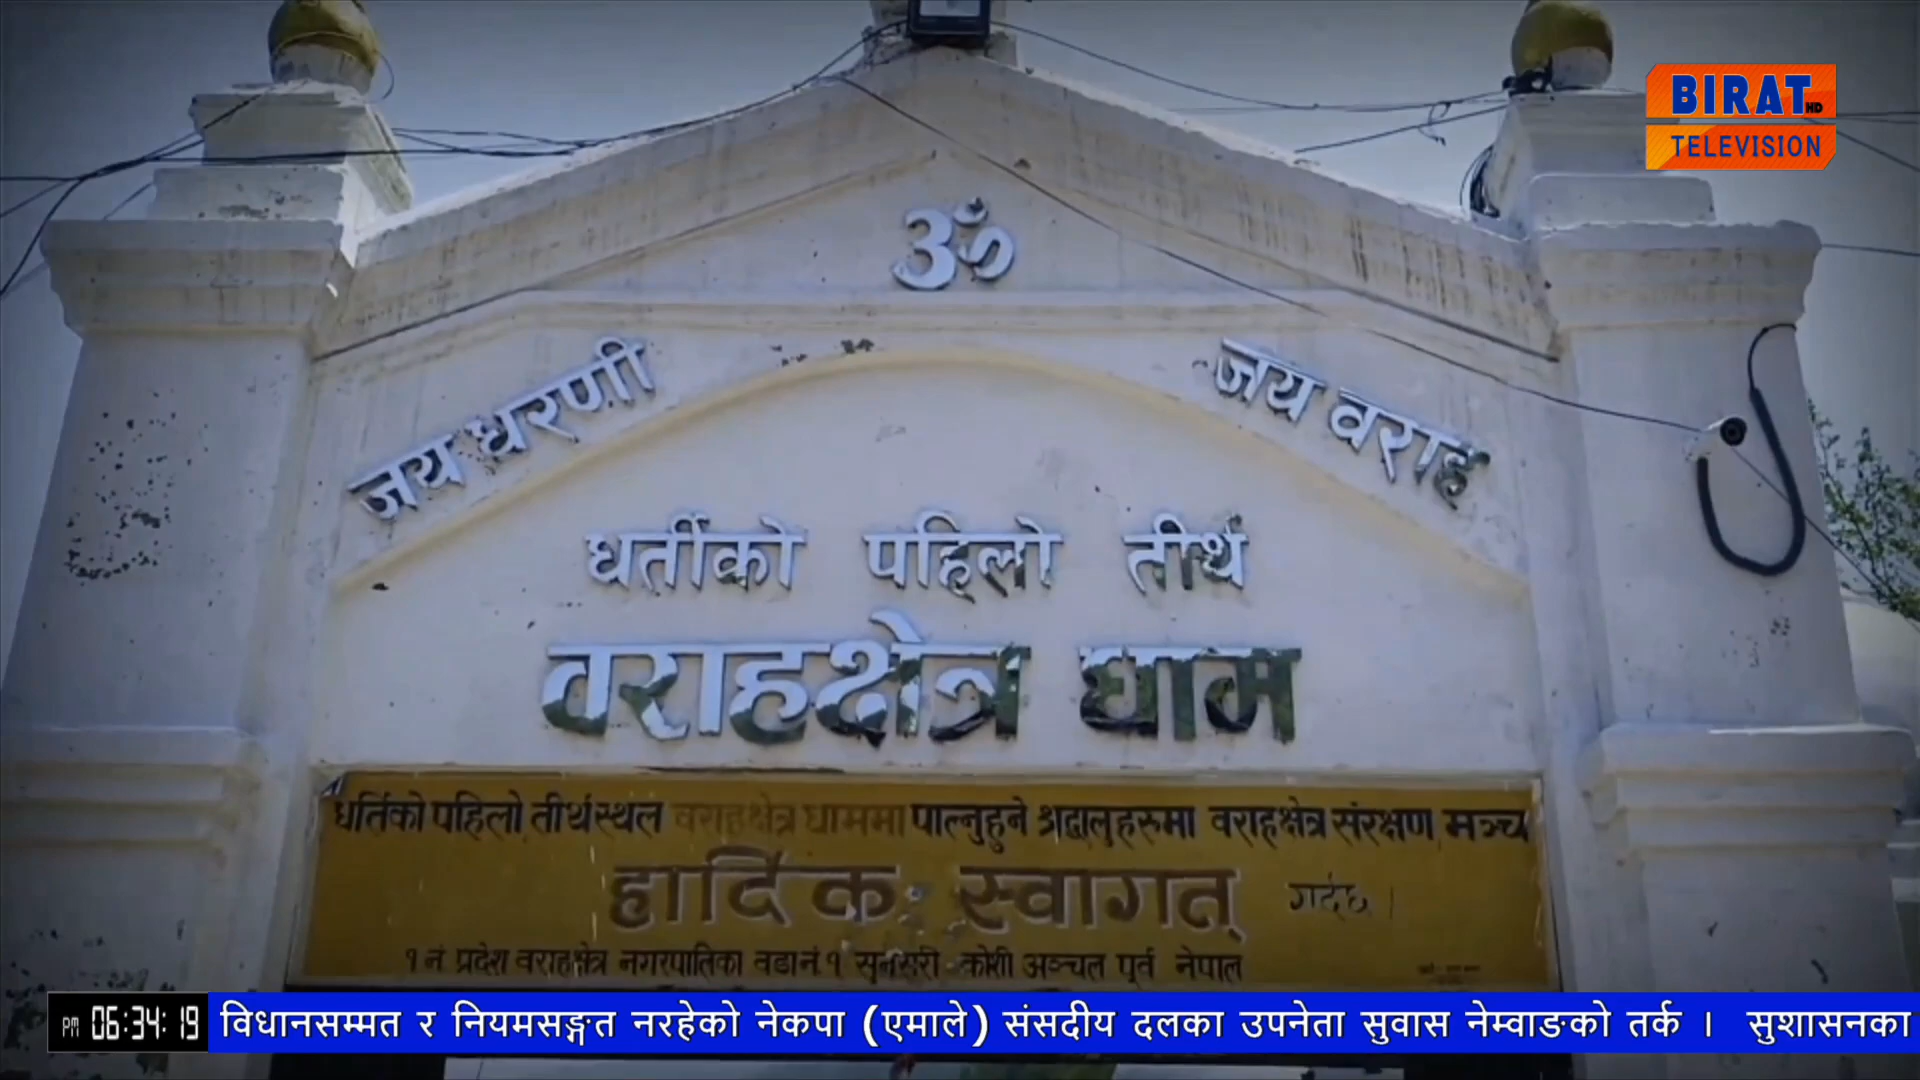 BIRAT HD
TELEVISION
ॐ
जय धरणी
जय वराह
धर्तीको पहिलो तीर्थ
वराहक्षेत्र धाम
धर्तिको पहिलो तीर्थस्थल वराहक्षेत्र धाममा पाल्नुहुने श्रद्धालुहरुमा वराहक्षेत्र संरक्षण मञ्च
हार्दिक स्वागत् गर्दछ।
१ नं प्रदेश वराहक्षेत्र नगरपालिका वडा नं. १ सुनसरी कोशी अञ्चल पूर्व नेपाल
PM 06:34:19
विधानसम्मत र नियमसङ्गत नरहेको नेकपा (एमाले) संसदीय दलका उपनेता सुवास नेम्वाङको तर्क । सुशासनका